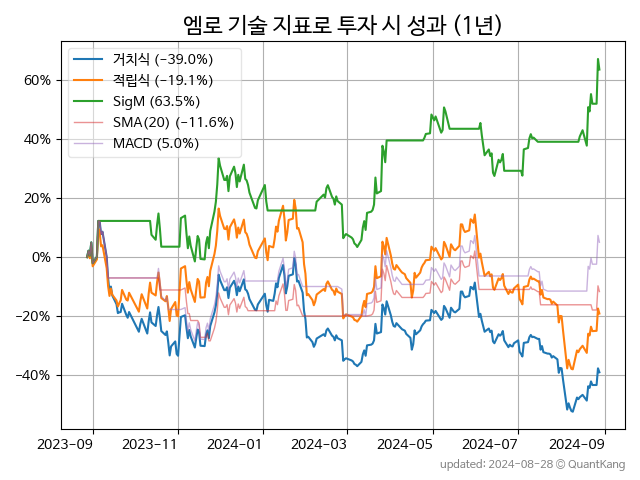 엠로 기술 지표로 투자 시 성과 (1년)
거치식 (−39.0%)
적립식 (−19.1%)
SigM (63.5%)
SMA(20) (−11.6%)
MACD (5.0%)
60%
40%
20%
0%
−20%
−40%
2023-09 2023-11 2024-01 2024-03 2024-05 2024-07 2024-09
updated: 2024-08-28 © QuantKang